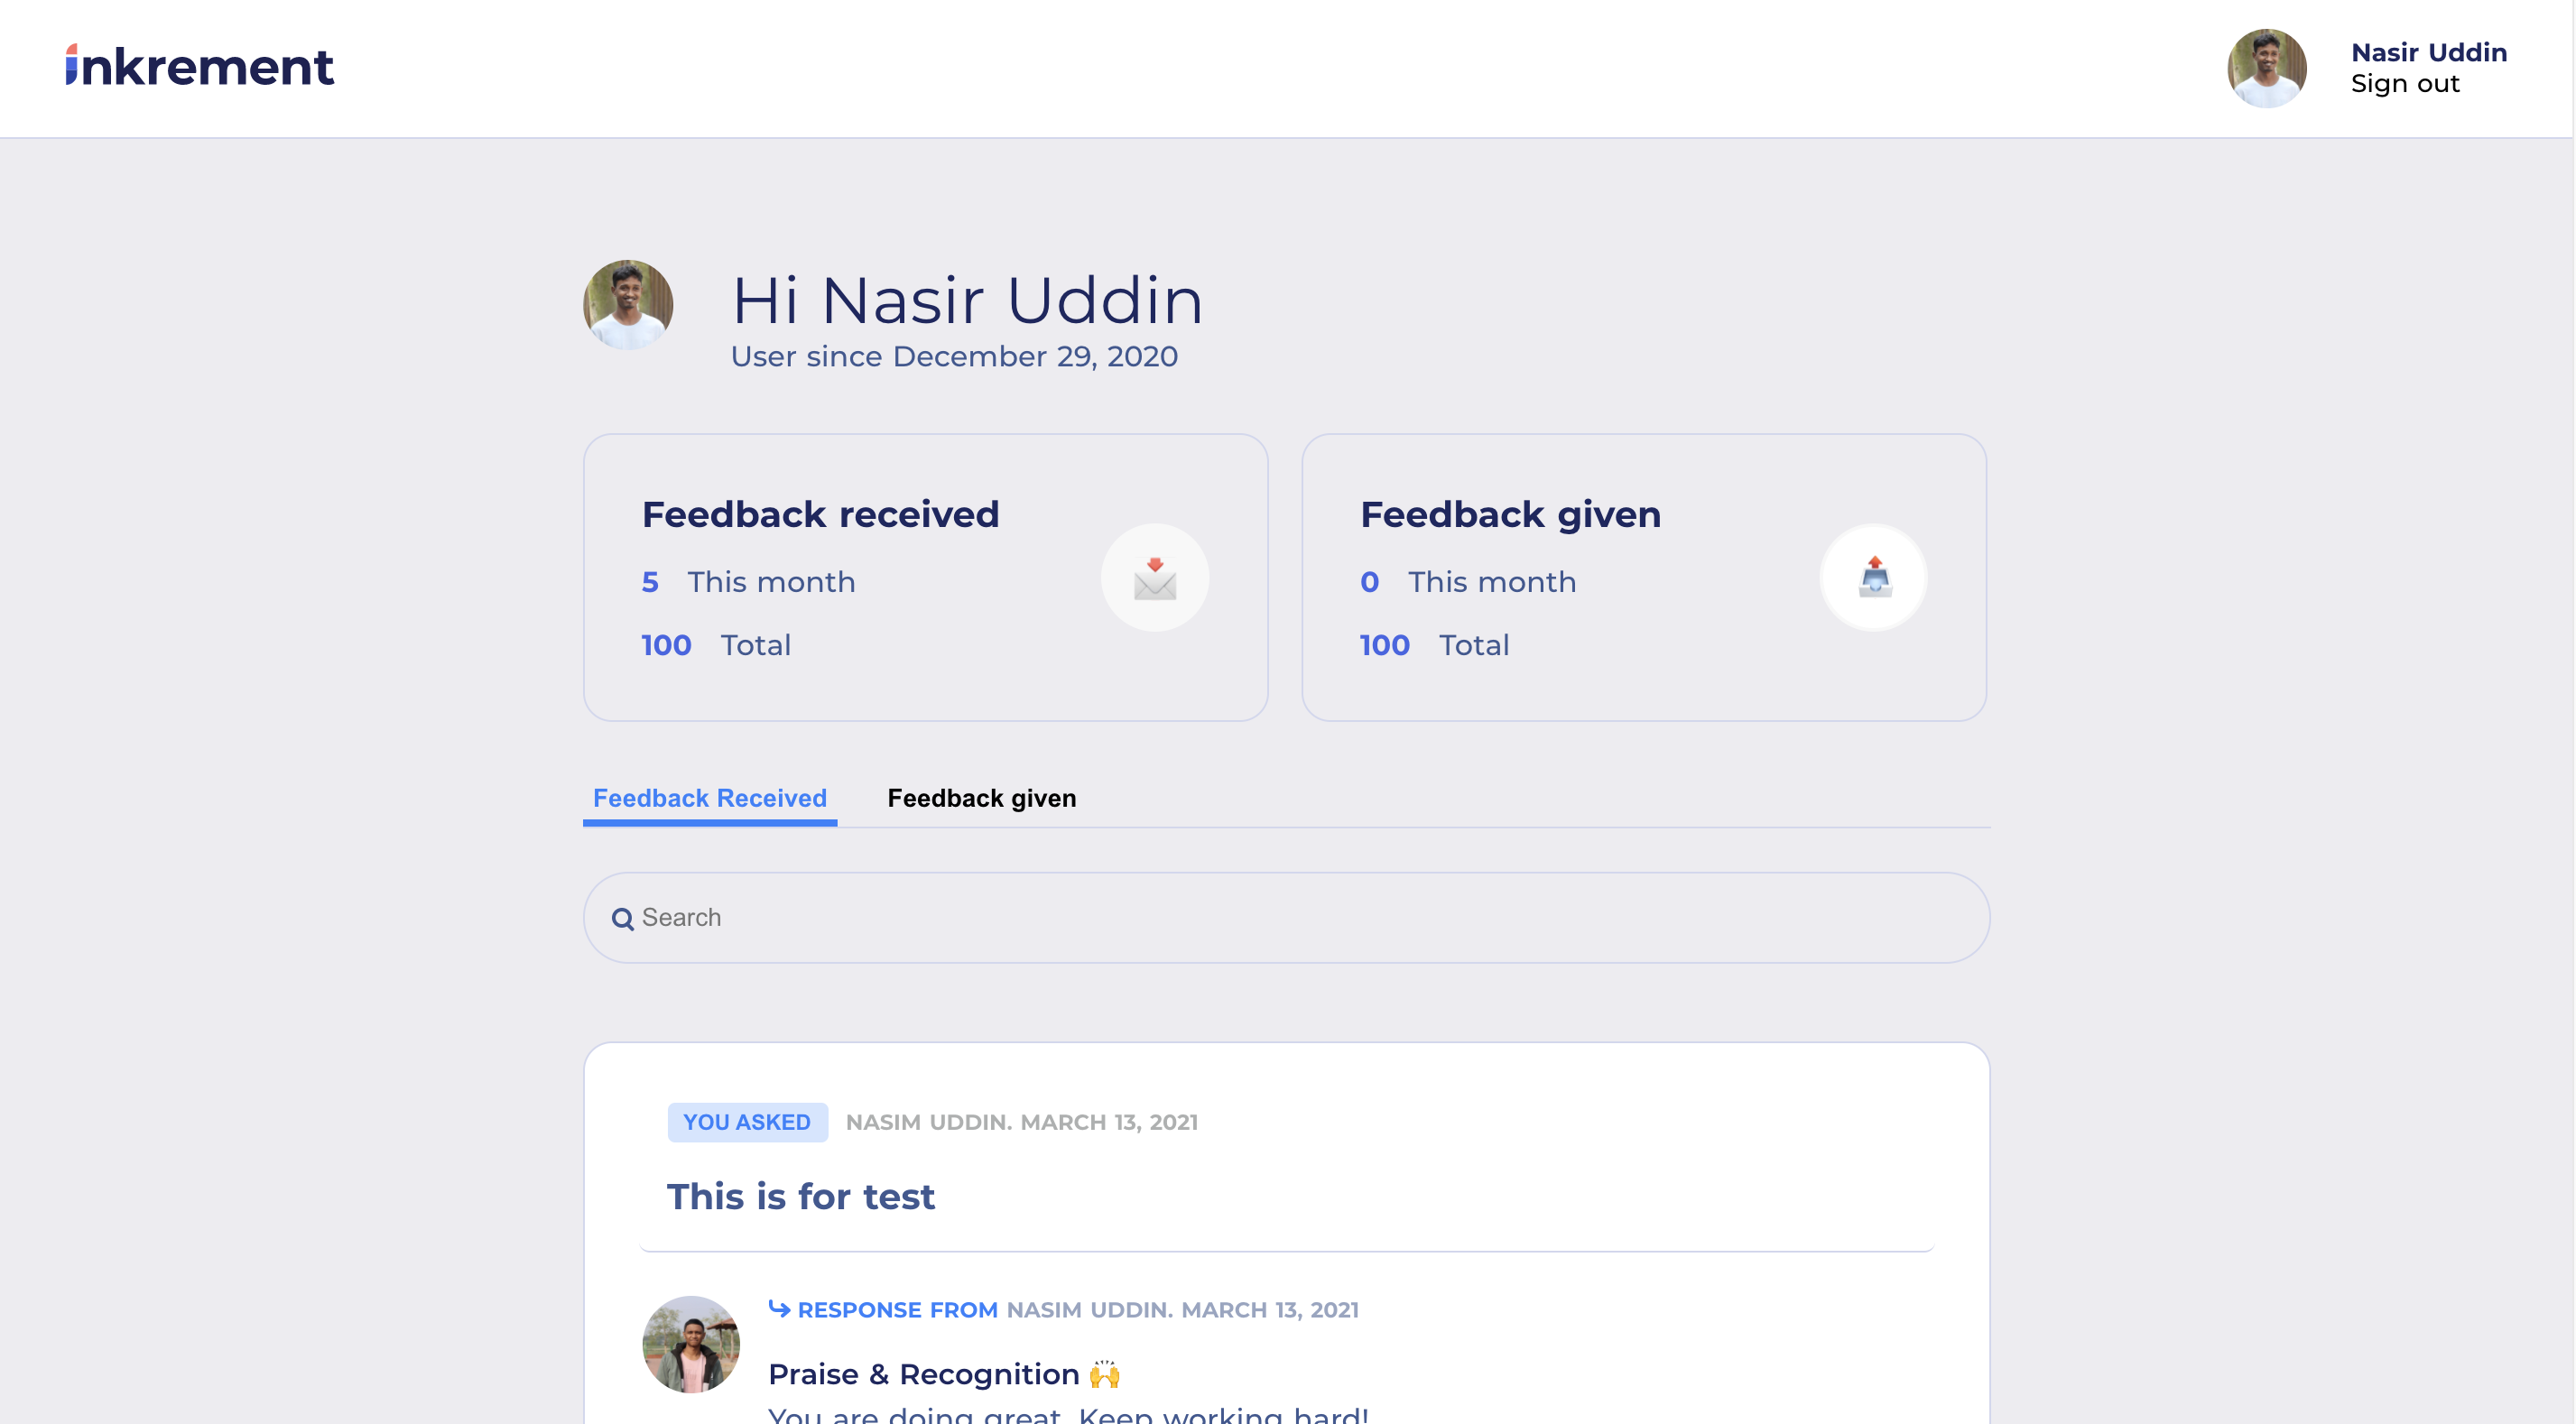 inkrement
Nasir Uddin
Sign out
Hi Nasir Uddin
User since December 29, 2020
Feedback received
5 This month
100 Total
Feedback given
0 This month
100 Total
Feedback Received
Feedback given
Search
YOU ASKED NASIM UDDIN. MARCH 13, 2021
This is for test
RESPONSE FROM NASIM UDDIN. MARCH 13, 2021
Praise & Recognition 🙌
You are doing great. Keep working hard!